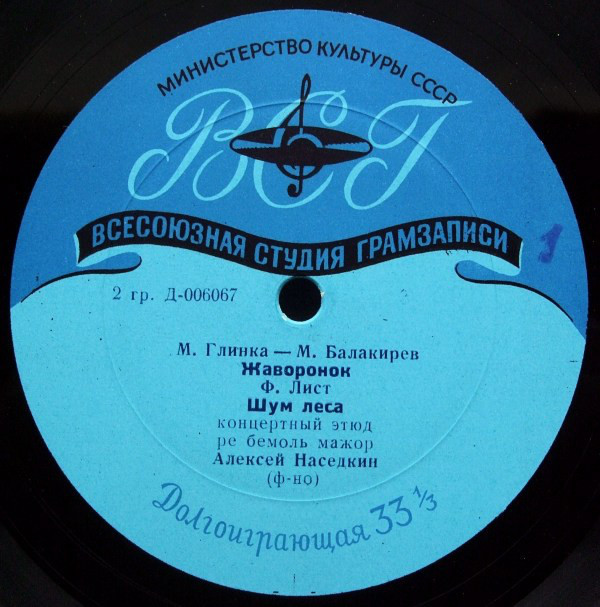 МИНИСТЕРСТВО КУЛЬТУРЫ СССР
ВСГ
ВСЕСОЮЗНАЯ СТУДИЯ ГРАМЗАПИСИ
1
2 гр. Д-006067
М. Глинка — М. Балакирев
Жаворонок
Ф. Лист
Шум леса
концертный этюд
ре бемоль мажор
Алексей Наседкин
(ф-но)
Долгоиграющая 33 1/3